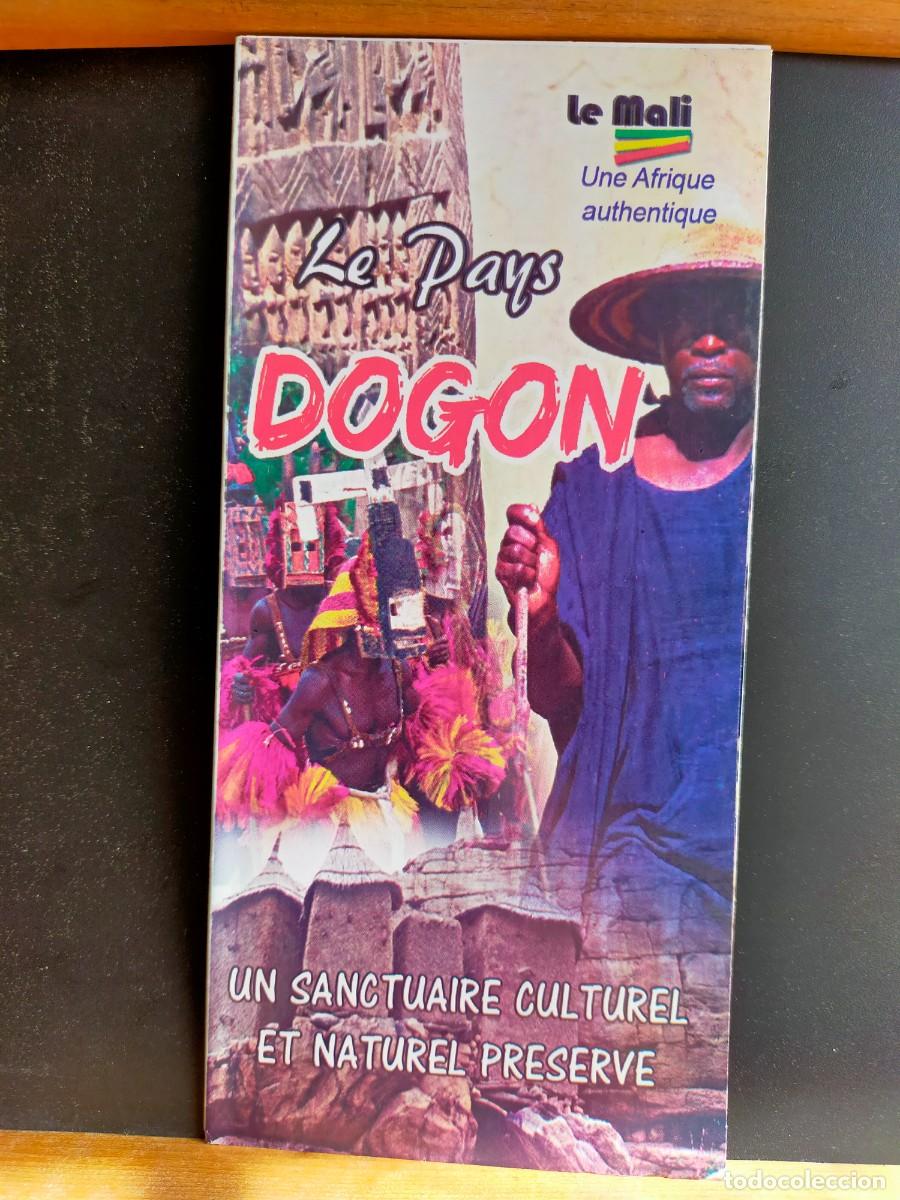 Le Mali
Une Afrique
authentique
Le Pays
DOGON
UN SANCTUAIRE CULTUREL
ET NATUREL PRESERVE
todocoleccion